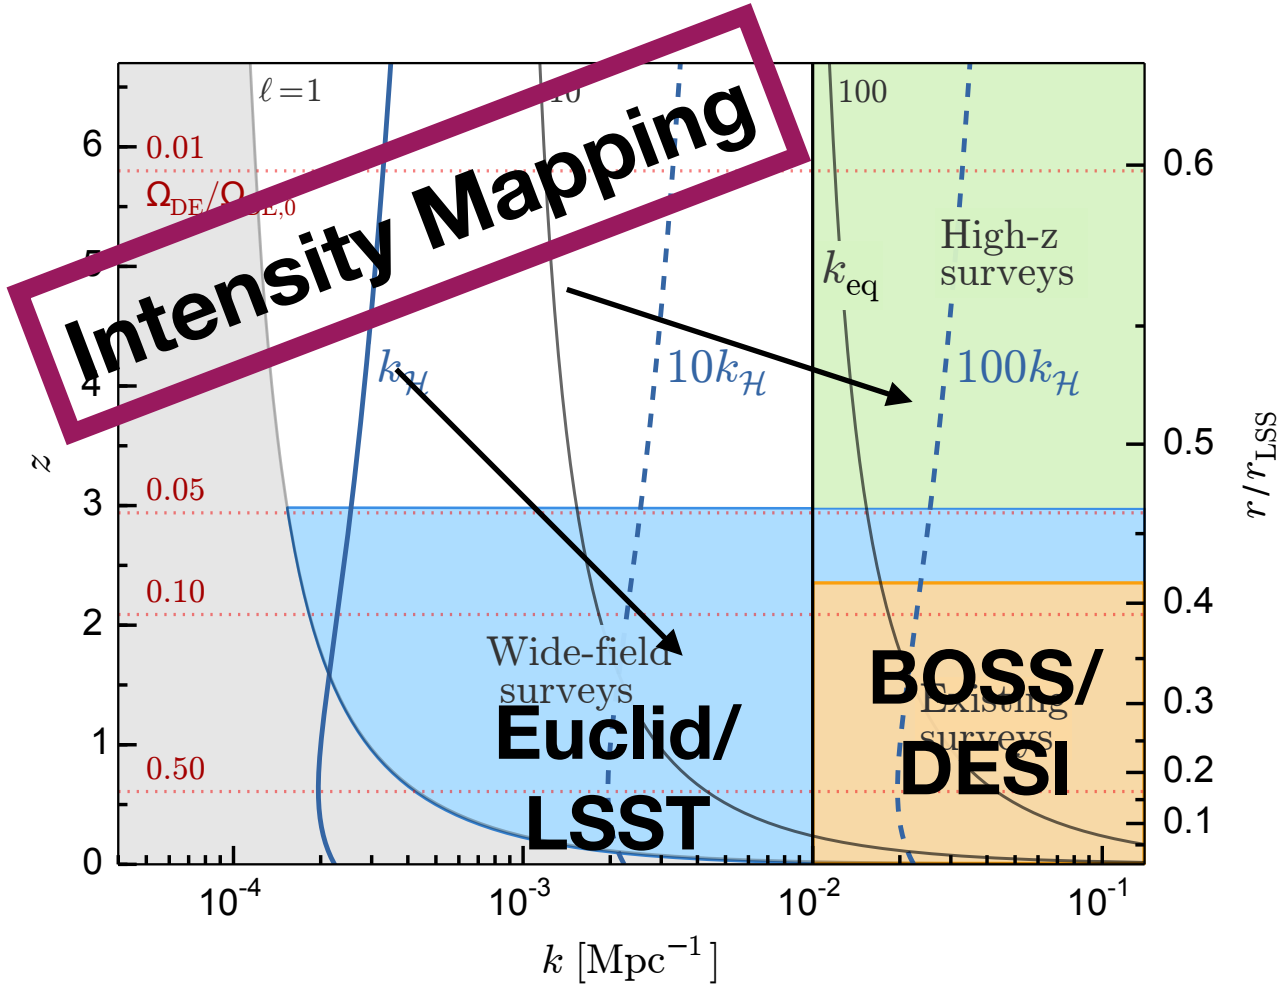 ℓ=1
10
100
Intensity Mapping
6
5
4
3
2
1
0
z
0.01
Ω_DE/Ω_DE,0
0.05
0.10
0.50
k_ℋ
10k_ℋ
100k_ℋ
k_eq
High-z
surveys
Wide-field
surveys
Euclid/
LSST
Existing
surveys
BOSS/
DESI
0.6
0.5
0.4
0.3
0.2
0.1
r/r_LSS
10⁻⁴
10⁻³
10⁻²
10⁻¹
k [Mpc⁻¹]